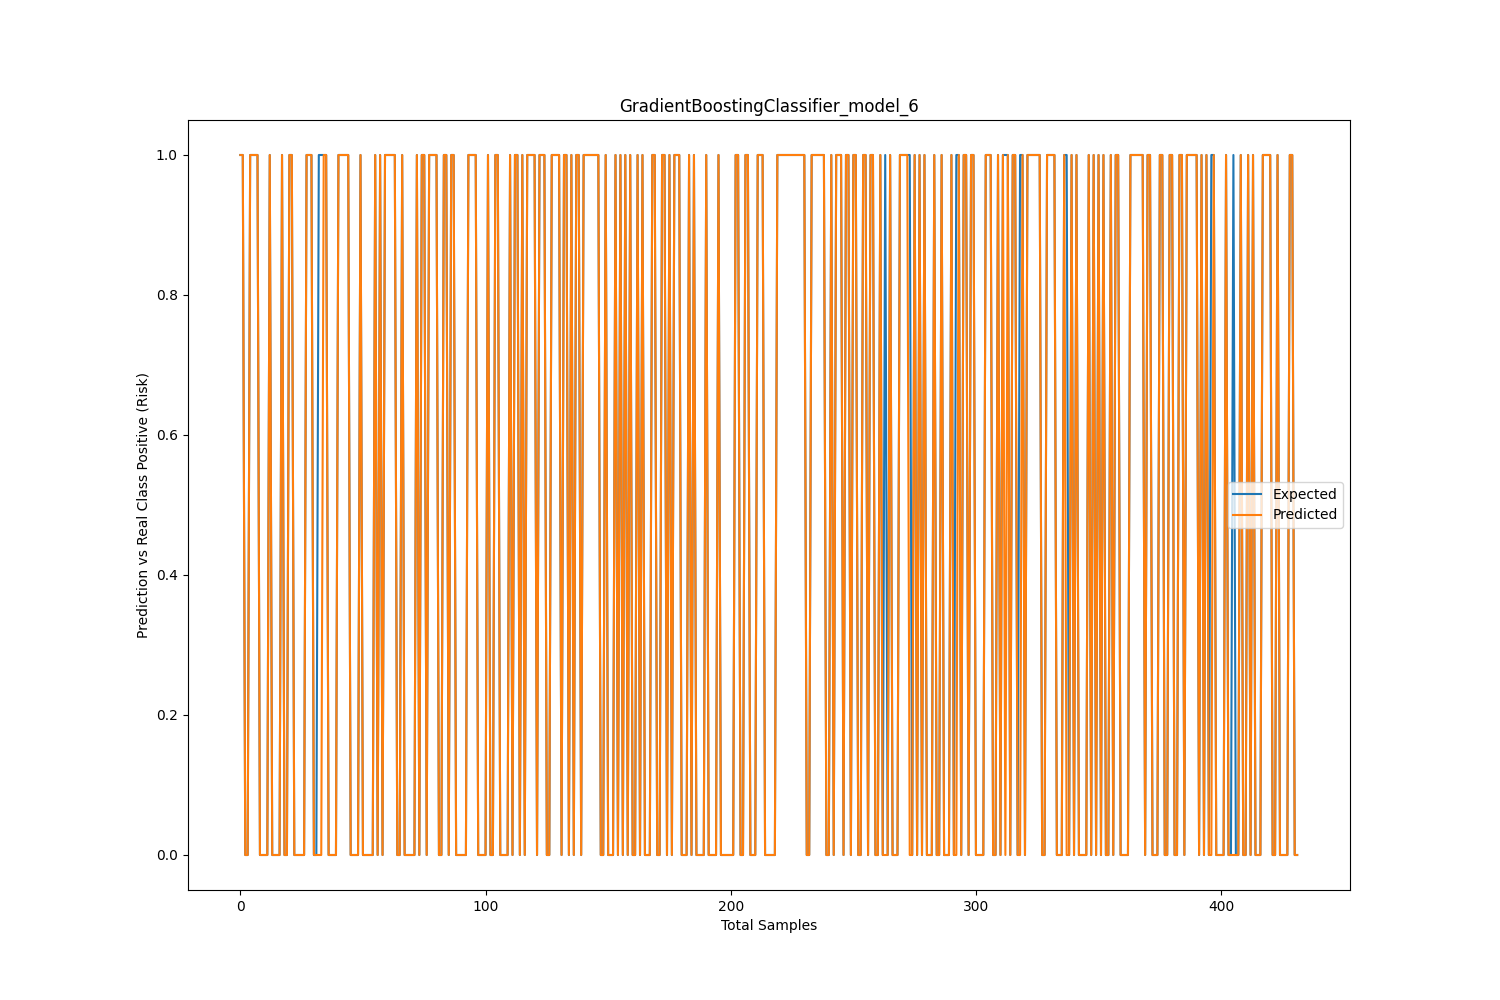 GradientBoostingClassifier_model_6
1.0
0.8
0.6
0.4
0.2
0.0
Prediction vs Real Class Positive (Risk)
Expected
Predicted
0
100
200
300
400
Total Samples